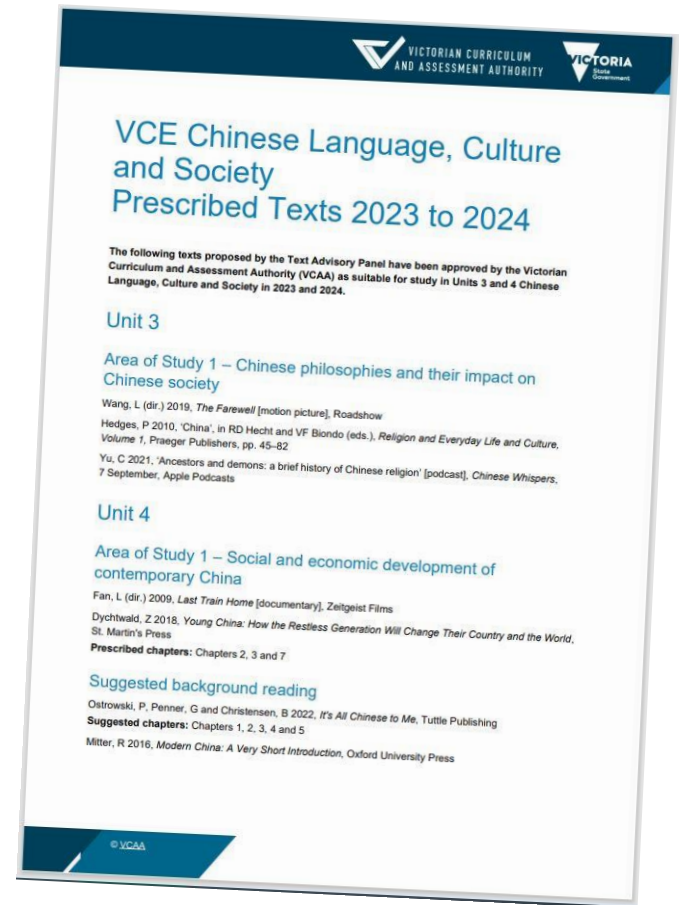 VICTORIAN CURRICULUM
AND ASSESSMENT AUTHORITY
VICTORIA
State
Government
VCE Chinese Language, Culture
and Society
Prescribed Texts 2023 to 2024
The following texts proposed by the Text Advisory Panel have been approved by the Victorian
Curriculum and Assessment Authority (VCAA) as suitable for study in Units 3 and 4 Chinese
Language, Culture and Society in 2023 and 2024.
Unit 3
Area of Study 1 – Chinese philosophies and their impact on
Chinese society
Wang, L (dir.) 2019, The Farewell [motion picture], Roadshow
Hedges, P 2010, 'China', in RD Hecht and VF Biondo (eds.), Religion and Everyday Life and Culture,
Volume 1, Praeger Publishers, pp. 45–82
Yu, C 2021, 'Ancestors and demons: a brief history of Chinese religion' [podcast], Chinese Whispers,
7 September, Apple Podcasts
Unit 4
Area of Study 1 – Social and economic development of
contemporary China
Fan, L (dir.) 2009, Last Train Home [documentary], Zeitgeist Films
Dychtwald, Z 2018, Young China: How the Restless Generation Will Change Their Country and the World,
St. Martin's Press
Prescribed chapters: Chapters 2, 3 and 7
Suggested background reading
Ostrowski, P, Penner, G and Christensen, B 2022, It's All Chinese to Me, Tuttle Publishing
Suggested chapters: Chapters 1, 2, 3, 4 and 5
Mitter, R 2016, Modern China: A Very Short Introduction, Oxford University Press
© VCAA